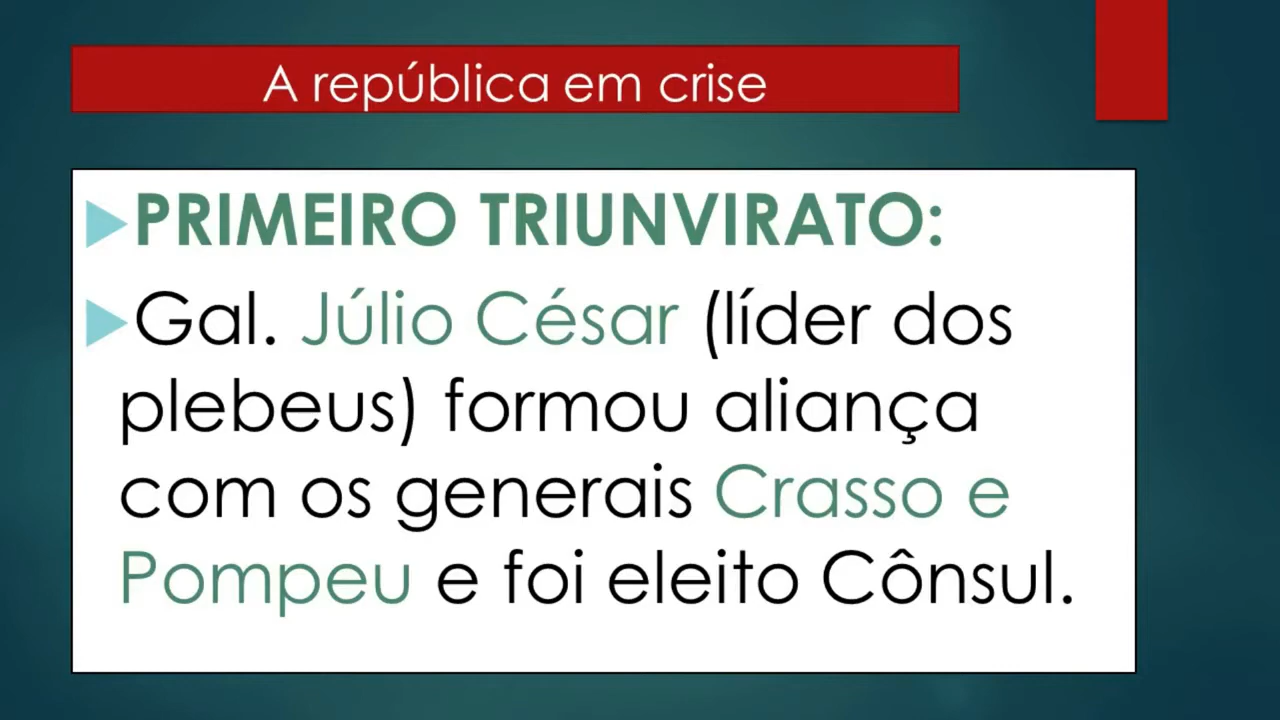 A república em crise
PRIMEIRO TRIUNVIRATO:
Gal. Júlio César (líder dos
plebeus) formou aliança
com os generais Crasso e
Pompeu e foi eleito Cônsul.